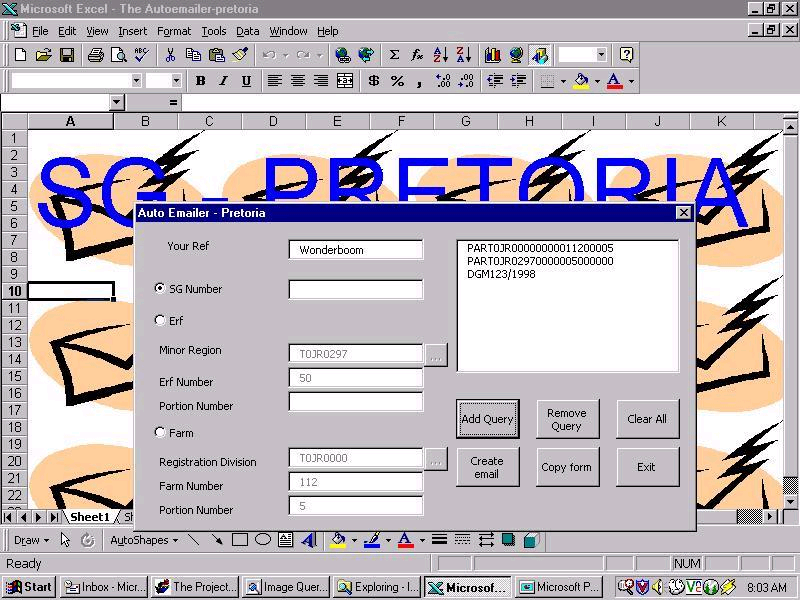 Microsoft Excel - The Autoemailer-pretoria
File Edit View Insert Format Tools Data Window Help
B I U $ % ,
=
A B C D E F G H I J K
1
2
3
4
5
6
7
8
9
10
11
12
13
14
15
16
17
18
19
20
21
22
SG - PRETORIA
Auto Emailer - Pretoria
Your Ref Wonderboom
SG Number
Erf
Minor Region T0JR0297 ...
Erf Number 50
Portion Number
Farm
Registration Division T0JR0000 ...
Farm Number 112
Portion Number 5
PART0JR00000000011200005
PART0JR02970000005000000
DGM123/1998
Add Query Remove Query Clear All
Create email Copy form Exit
Sheet1
Draw AutoShapes
Ready NUM
Start Inbox - Micr... The Project... Image Quer... Exploring - I... Microsof... Microsoft P... 8:03 AM